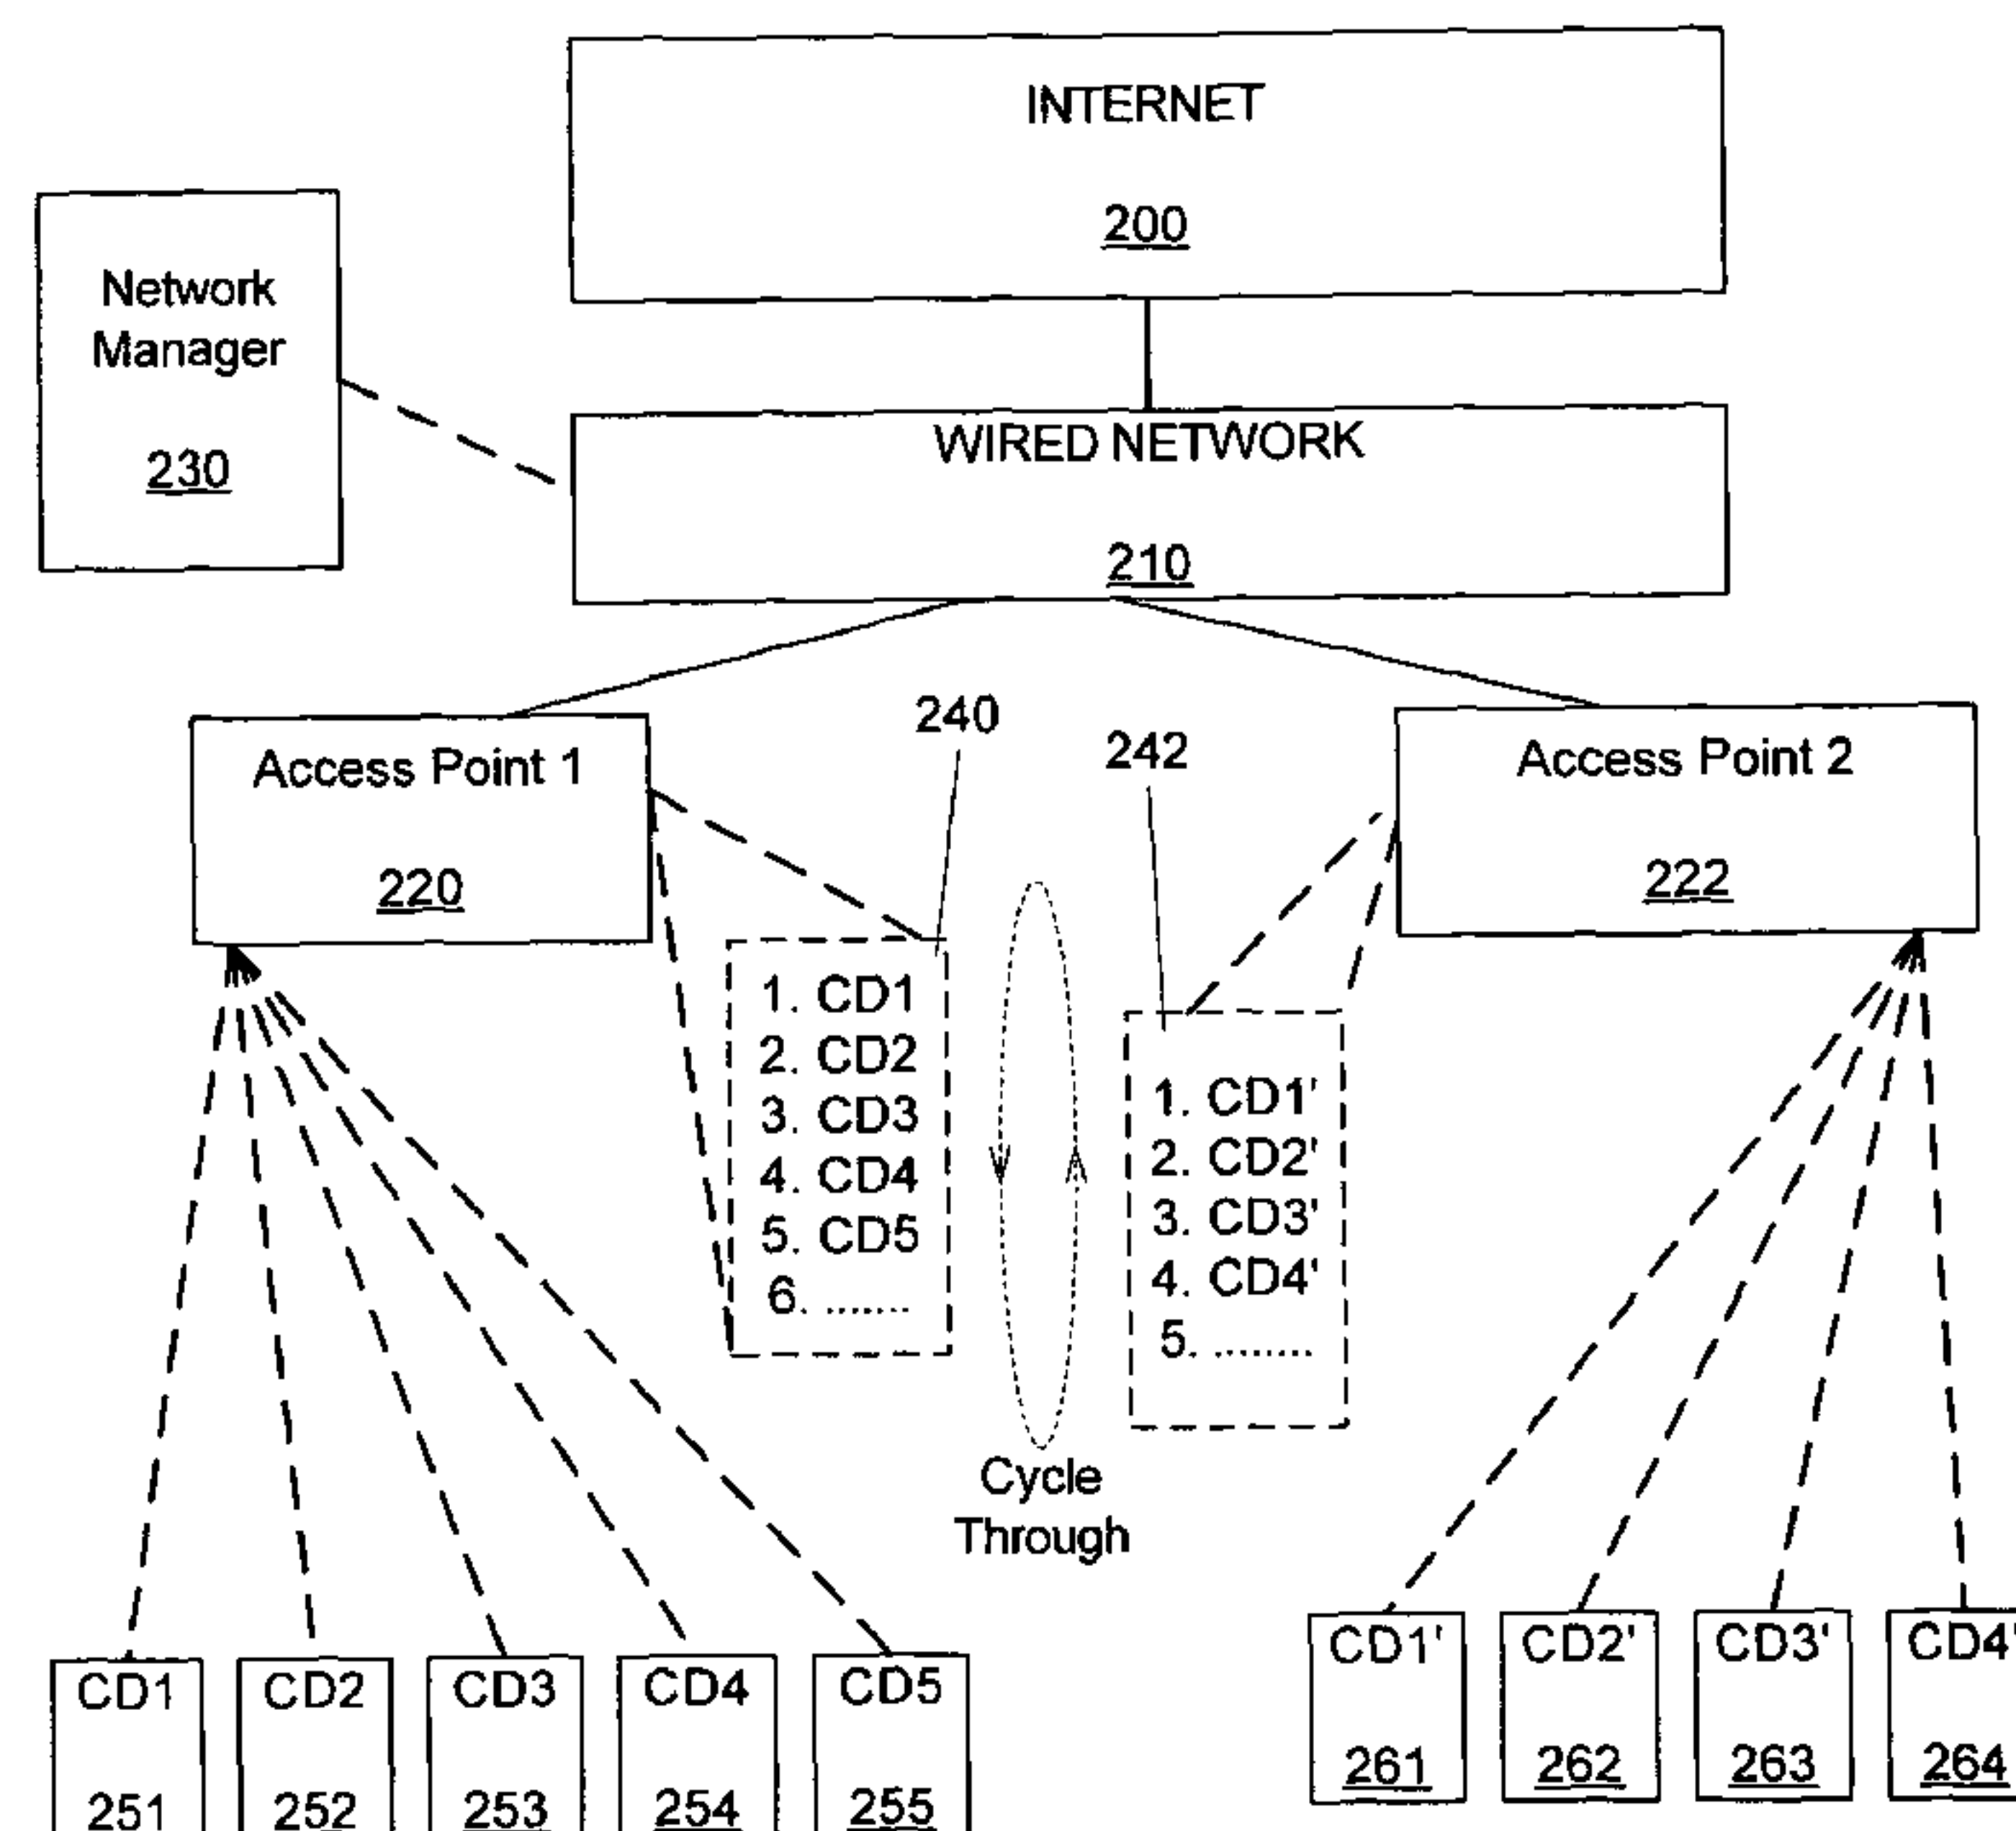 INTERNET
200
Network
Manager
230
WIRED NETWORK
210
240
242
Access Point 1
220
Access Point 2
222
1. CD1
2. CD2
3. CD3
4. CD4
5. CD5
6. ........
1. CD1'
2. CD2'
3. CD3'
4. CD4'
5. ........
Cycle
Through
CD1
251
CD2
252
CD3
253
CD4
254
CD5
255
CD1'
261
CD2'
262
CD3'
263
CD4'
264